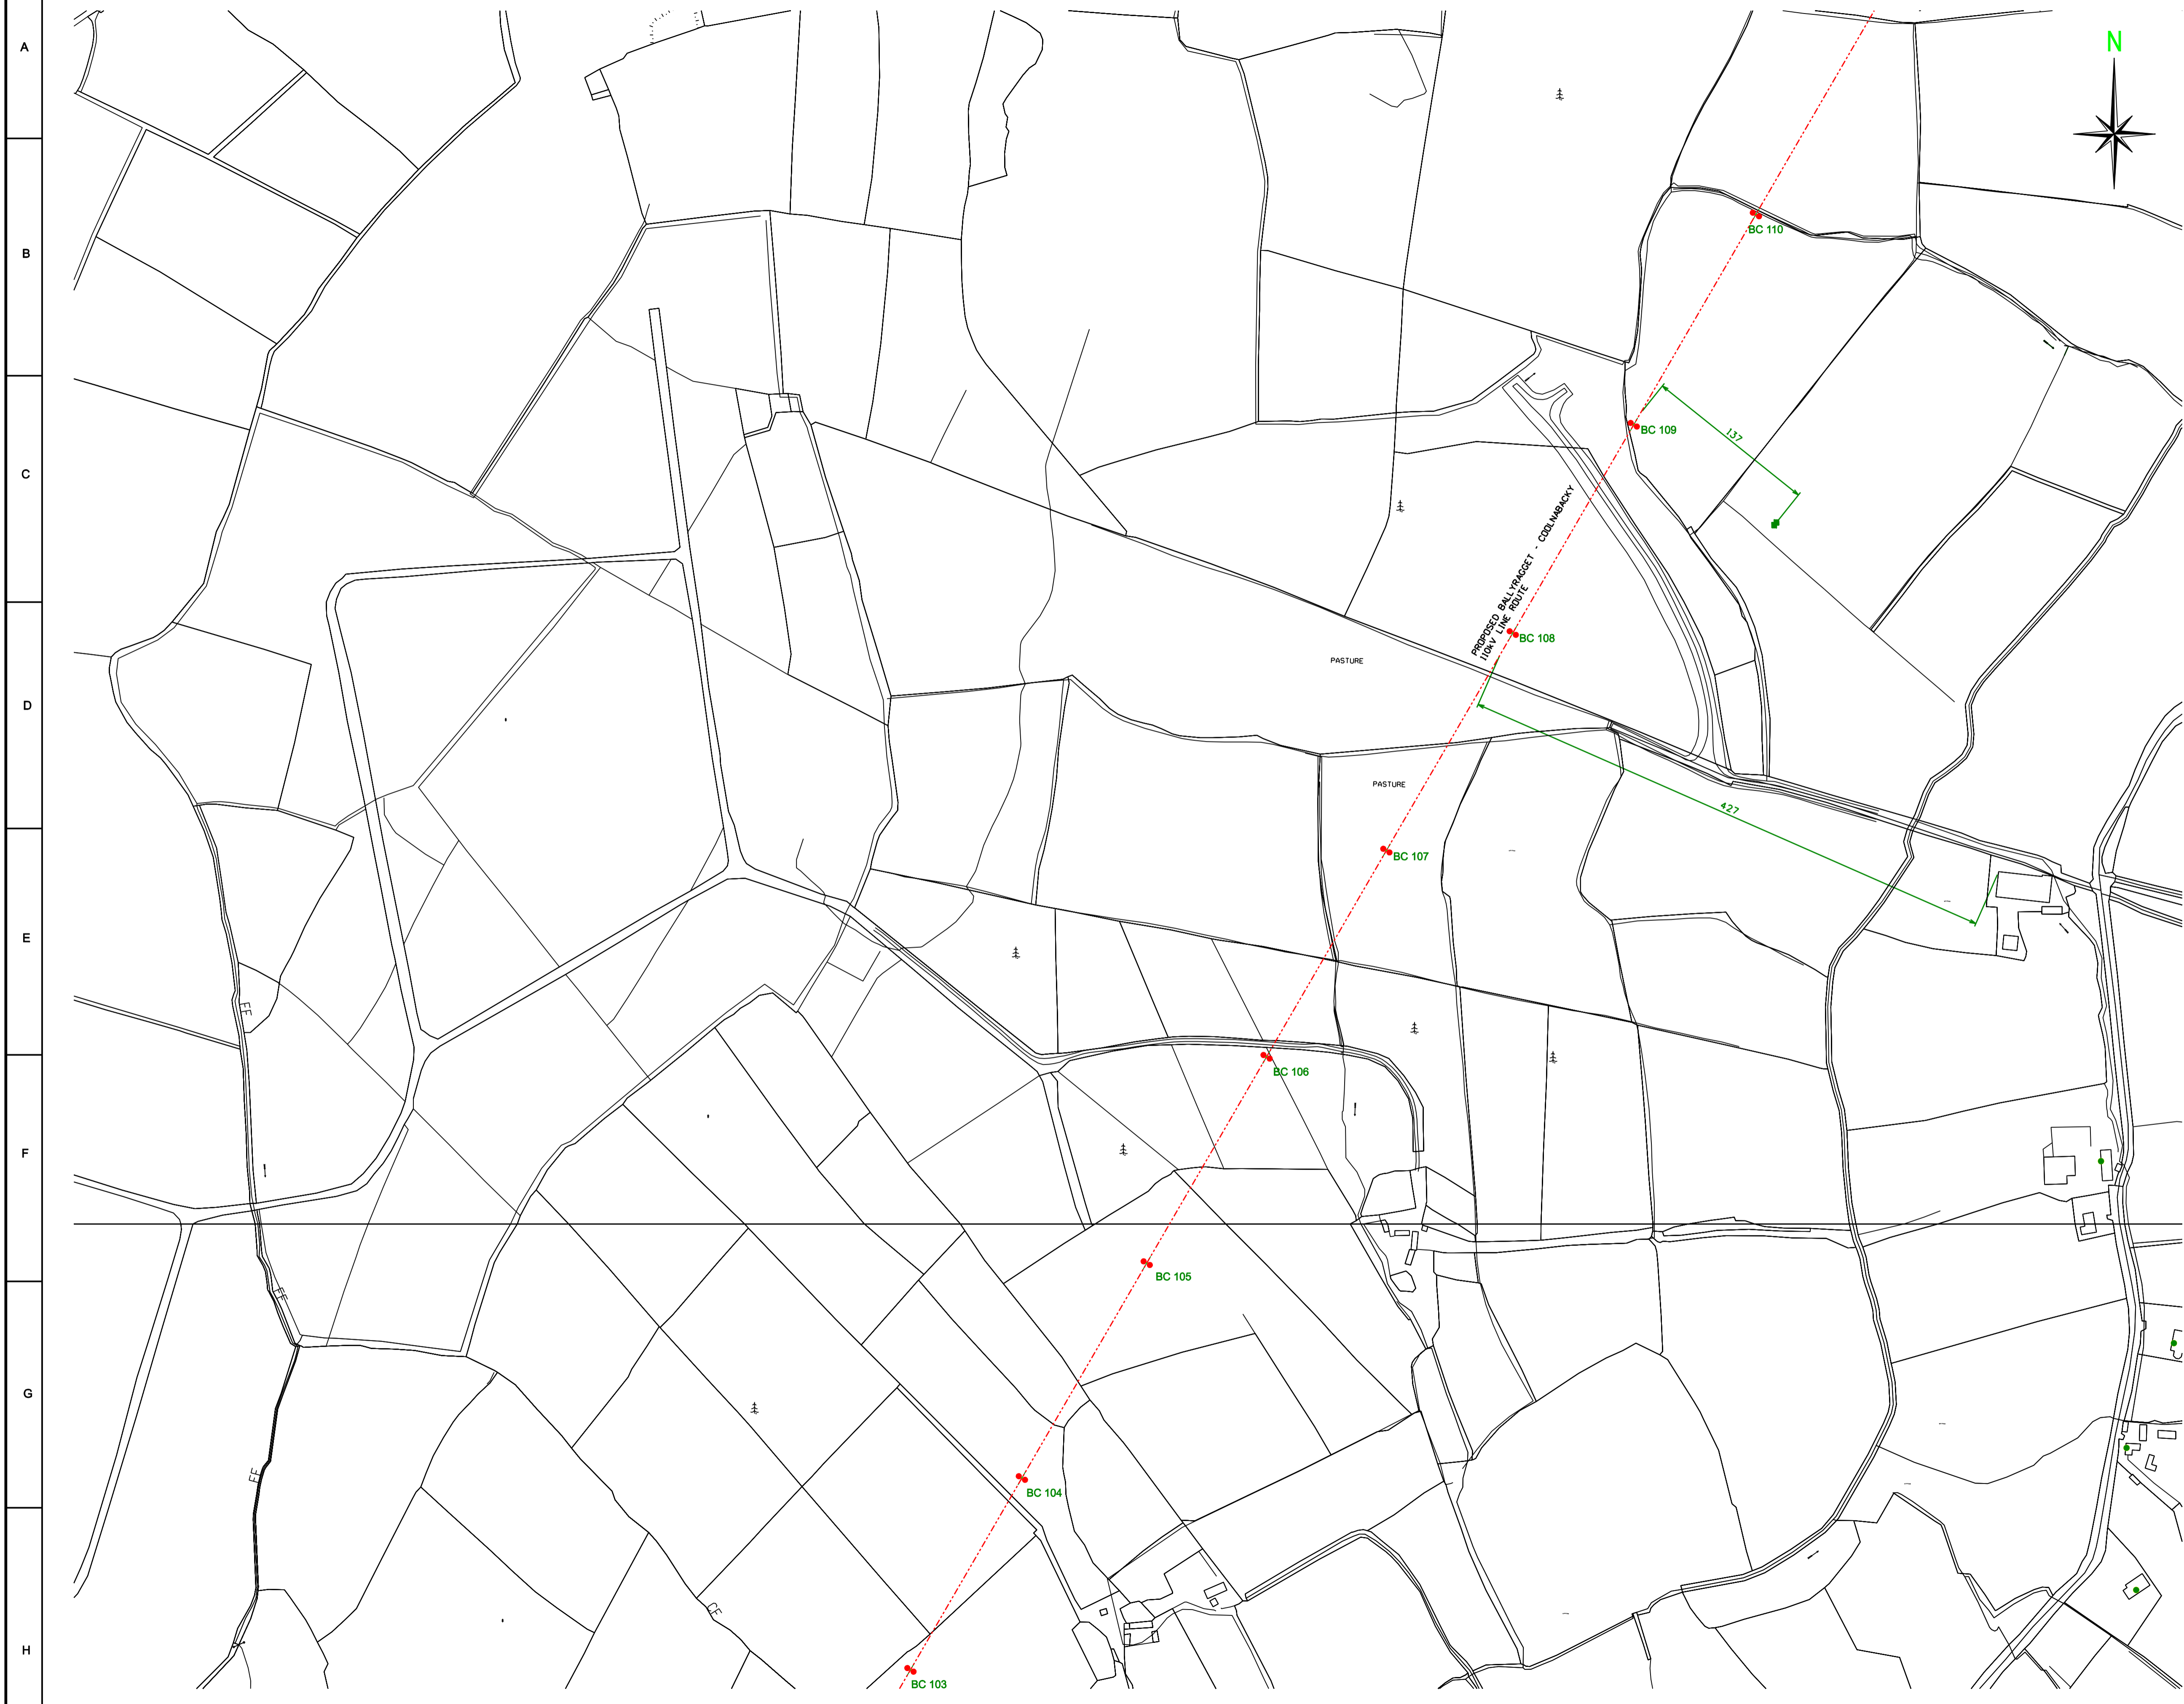 A
N
B
BC 110
BC 109
137
C
PROPOSED BALLYRAGGET - COOLNABACKY
110kV LINE ROUTE
BC 108
PASTURE
D
PASTURE
427
BC 107
E
FF
BC 106
F
BC 105
FF
G
FF
BC 104
CF
H
BC 103